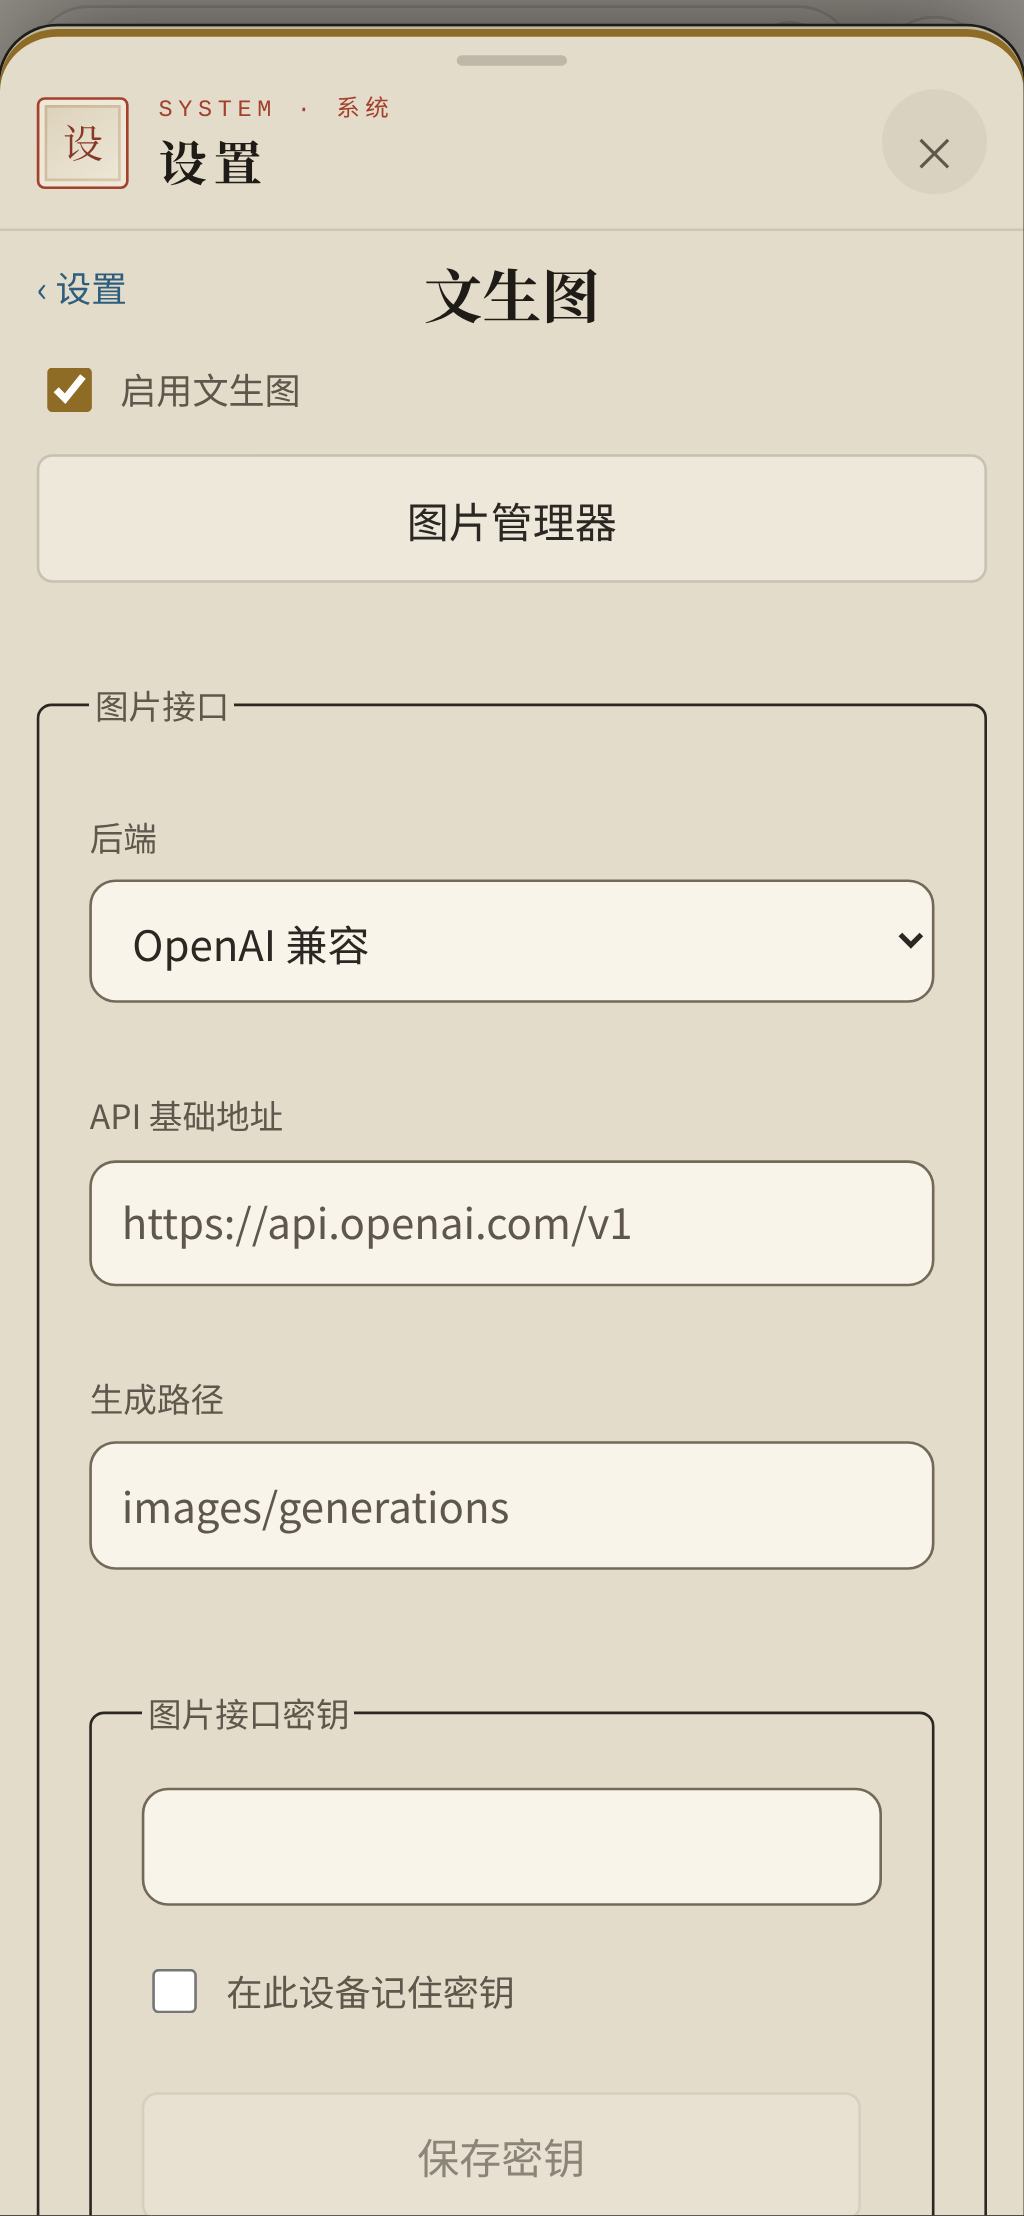 设
SYSTEM · 系统
设置
‹ 设置
文生图
启用文生图
图片管理器
图片接口
后端
OpenAI 兼容
API 基础地址
https://api.openai.com/v1
生成路径
images/generations
图片接口密钥
在此设备记住密钥
保存密钥